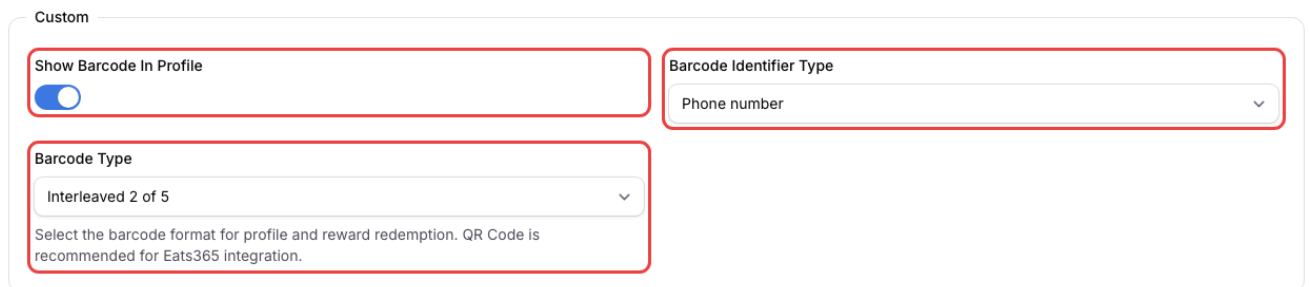 Custom
Show Barcode In Profile
Barcode Identifier Type
Phone number
Barcode Type
Interleaved 2 of 5
Select the barcode format for profile and reward redemption. QR Code is
recommended for Eats365 integration.